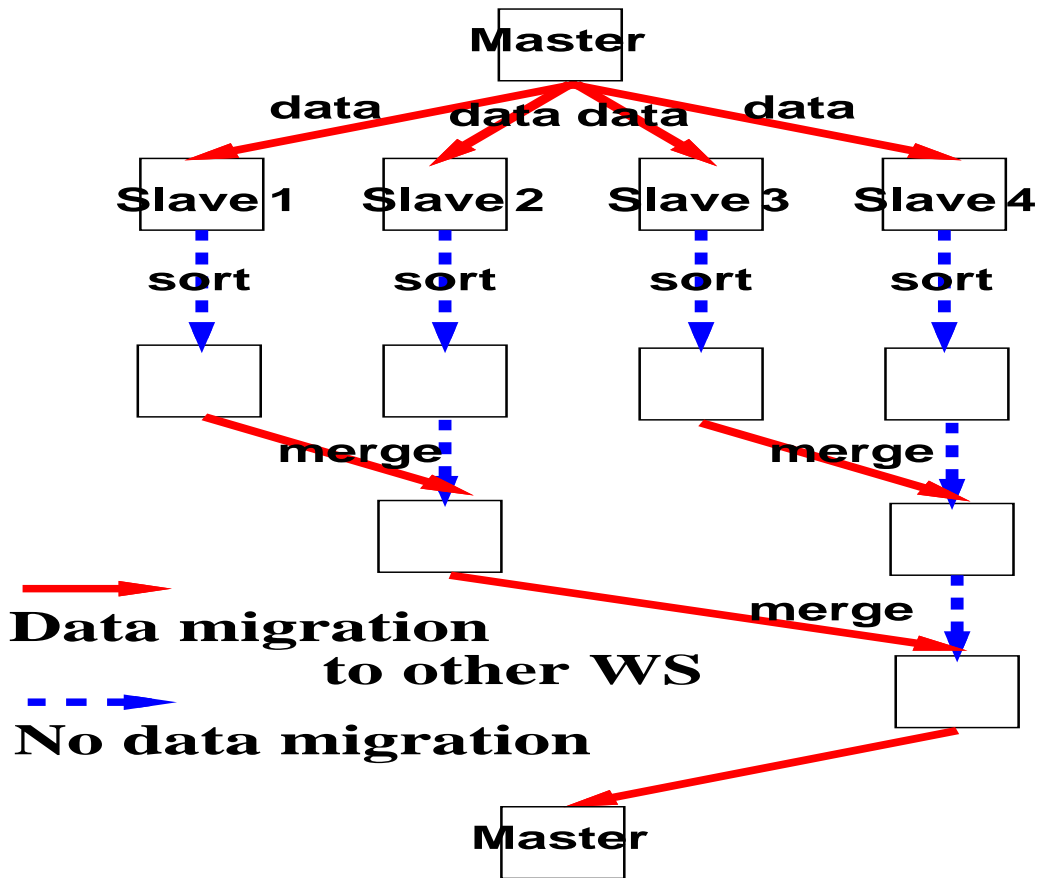 Master
data
data
data
data
Slave 1
Slave 2
Slave 3
Slave 4
sort
sort
sort
sort
merge
merge
merge
Data migration
to other WS
No data migration
Master